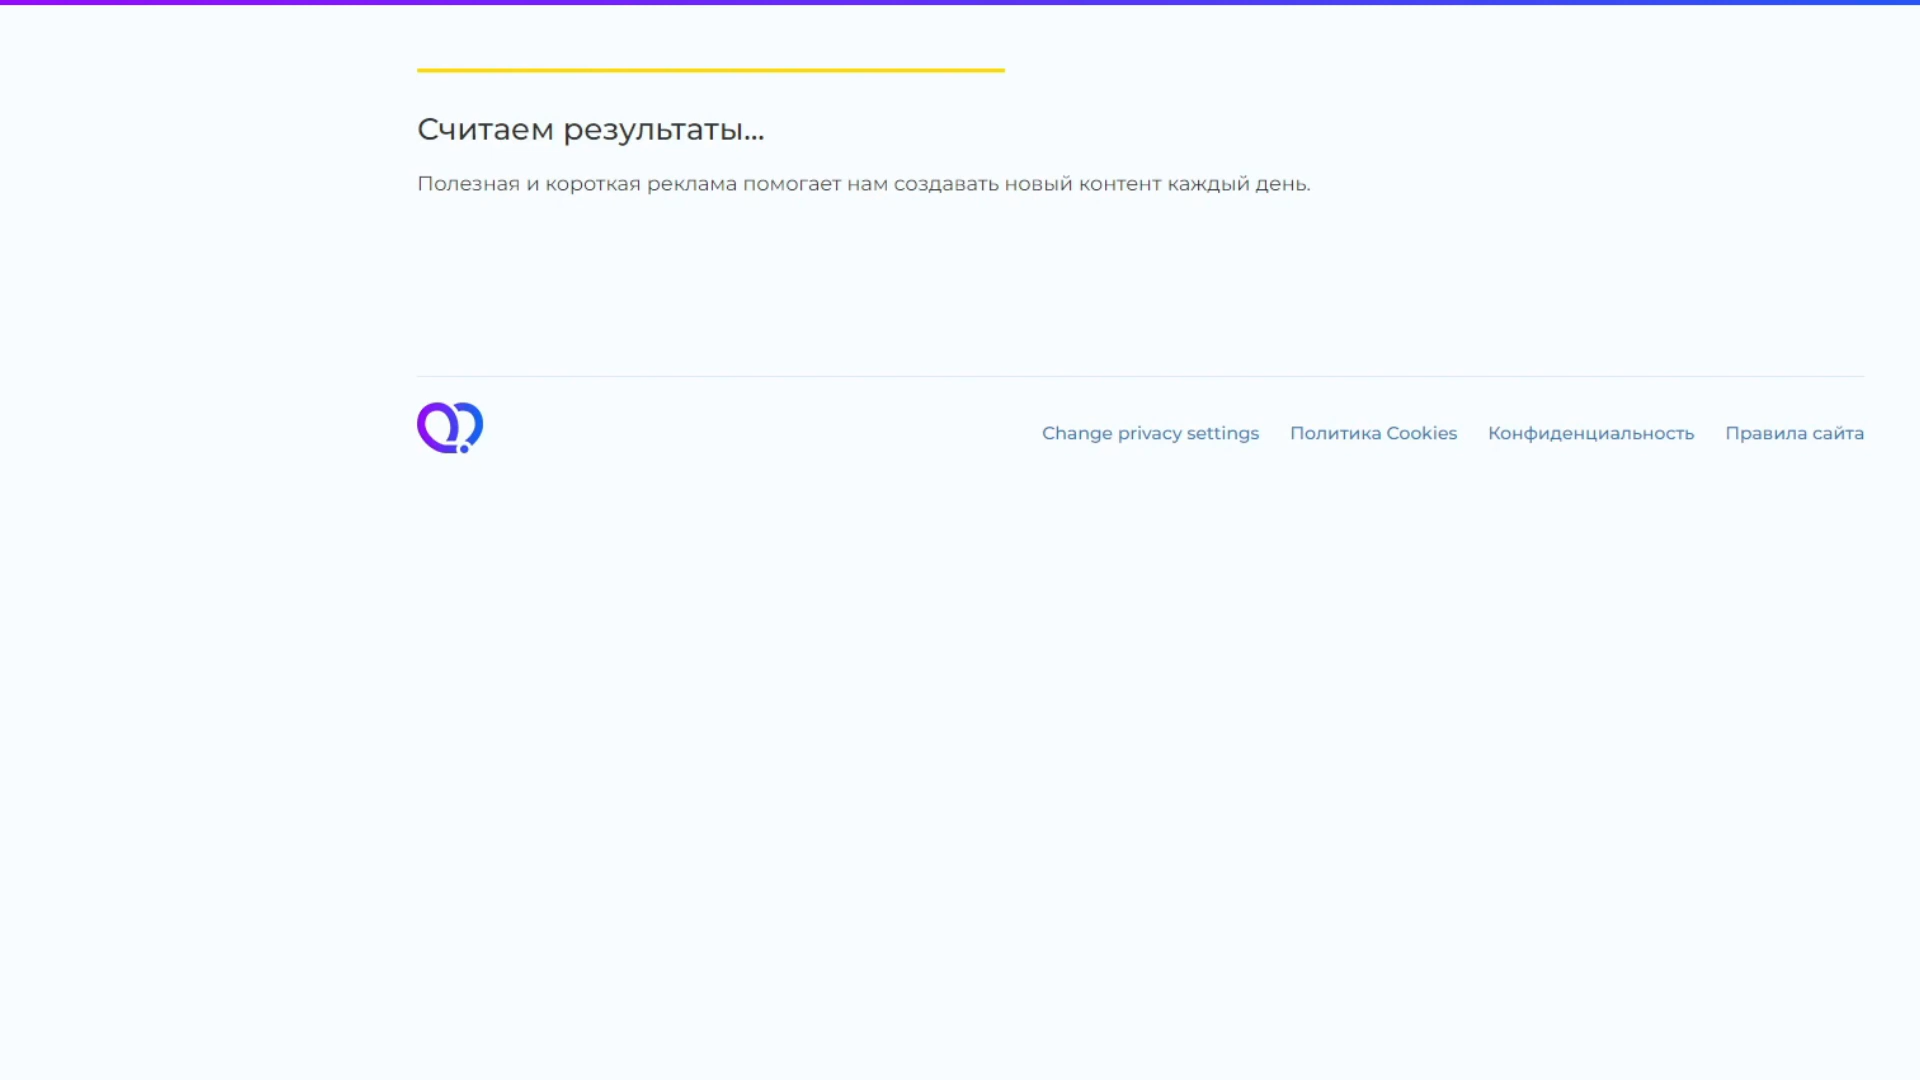 Считаем результаты...
Полезная и короткая реклама помогает нам создавать новый контент каждый день.
Change privacy settings Политика Cookies Конфиденциальность Правила сайта